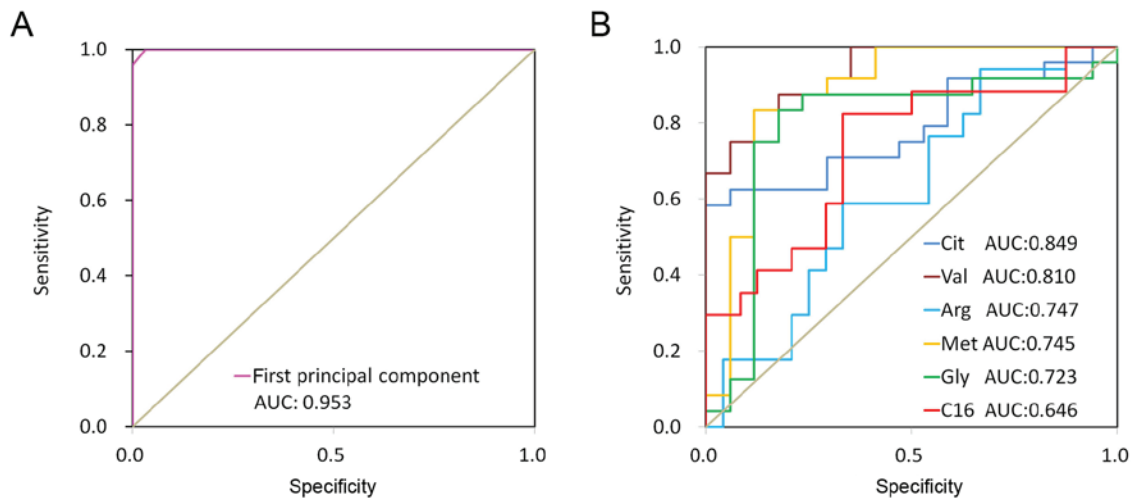 A
1.0
0.8
0.6
0.4
0.2
0.0
Sensitivity
First principal component
AUC: 0.953
0.0 0.5 1.0
Specificity
B
1.0
0.8
0.6
0.4
0.2
0.0
Sensitivity
Cit AUC:0.849
Val AUC:0.810
Arg AUC:0.747
Met AUC:0.745
Gly AUC:0.723
C16 AUC:0.646
0.0 0.5 1.0
Specificity